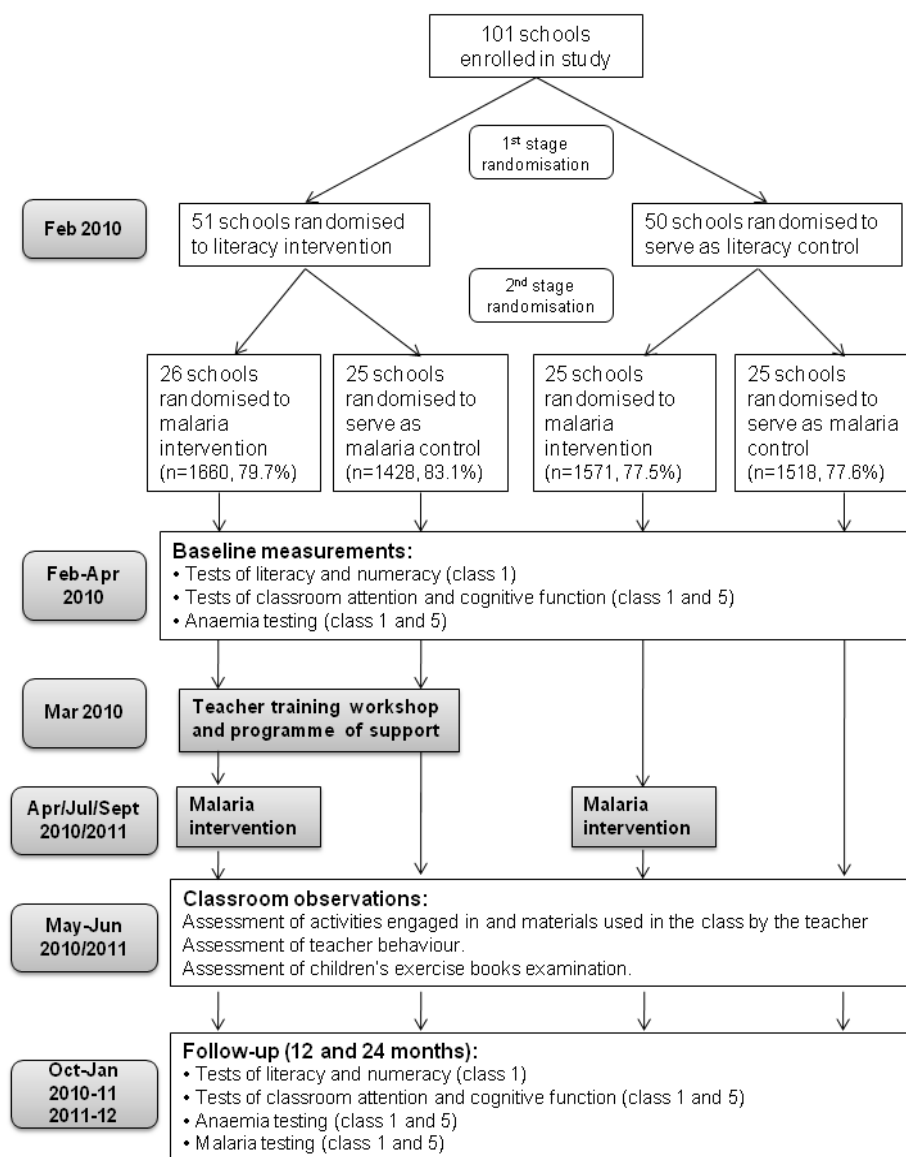 101 schools
enrolled in study
1st stage
randomisation
Feb 2010
51 schools randomised
to literacy intervention
50 schools randomised to
serve as literacy control
2nd stage
randomisation
26 schools
randomised to
malaria
intervention
(n=1660, 79.7%)
25 schools
randomised to
serve as
malaria control
(n=1428, 83.1%)
25 schools
randomised to
malaria
intervention
(n=1571, 77.5%)
25 schools
randomised to
serve as malaria
control
(n=1518, 77.6%)
Feb-Apr
2010
Baseline measurements:
• Tests of literacy and numeracy (class 1)
• Tests of classroom attention and cognitive function (class 1 and 5)
• Anaemia testing (class 1 and 5)
Mar 2010
Teacher training workshop
and programme of support
Apr/Jul/Sept
2010/2011
Malaria
intervention
Malaria
intervention
May-Jun
2010/2011
Classroom observations:
Assessment of activities engaged in and materials used in the class by the teacher
Assessment of teacher behaviour.
Assessment of children's exercise books examination.
Oct-Jan
2010-11
2011-12
Follow-up (12 and 24 months):
• Tests of literacy and numeracy (class 1)
• Tests of classroom attention and cognitive function (class 1 and 5)
• Anaemia testing (class 1 and 5)
• Malaria testing (class 1 and 5)